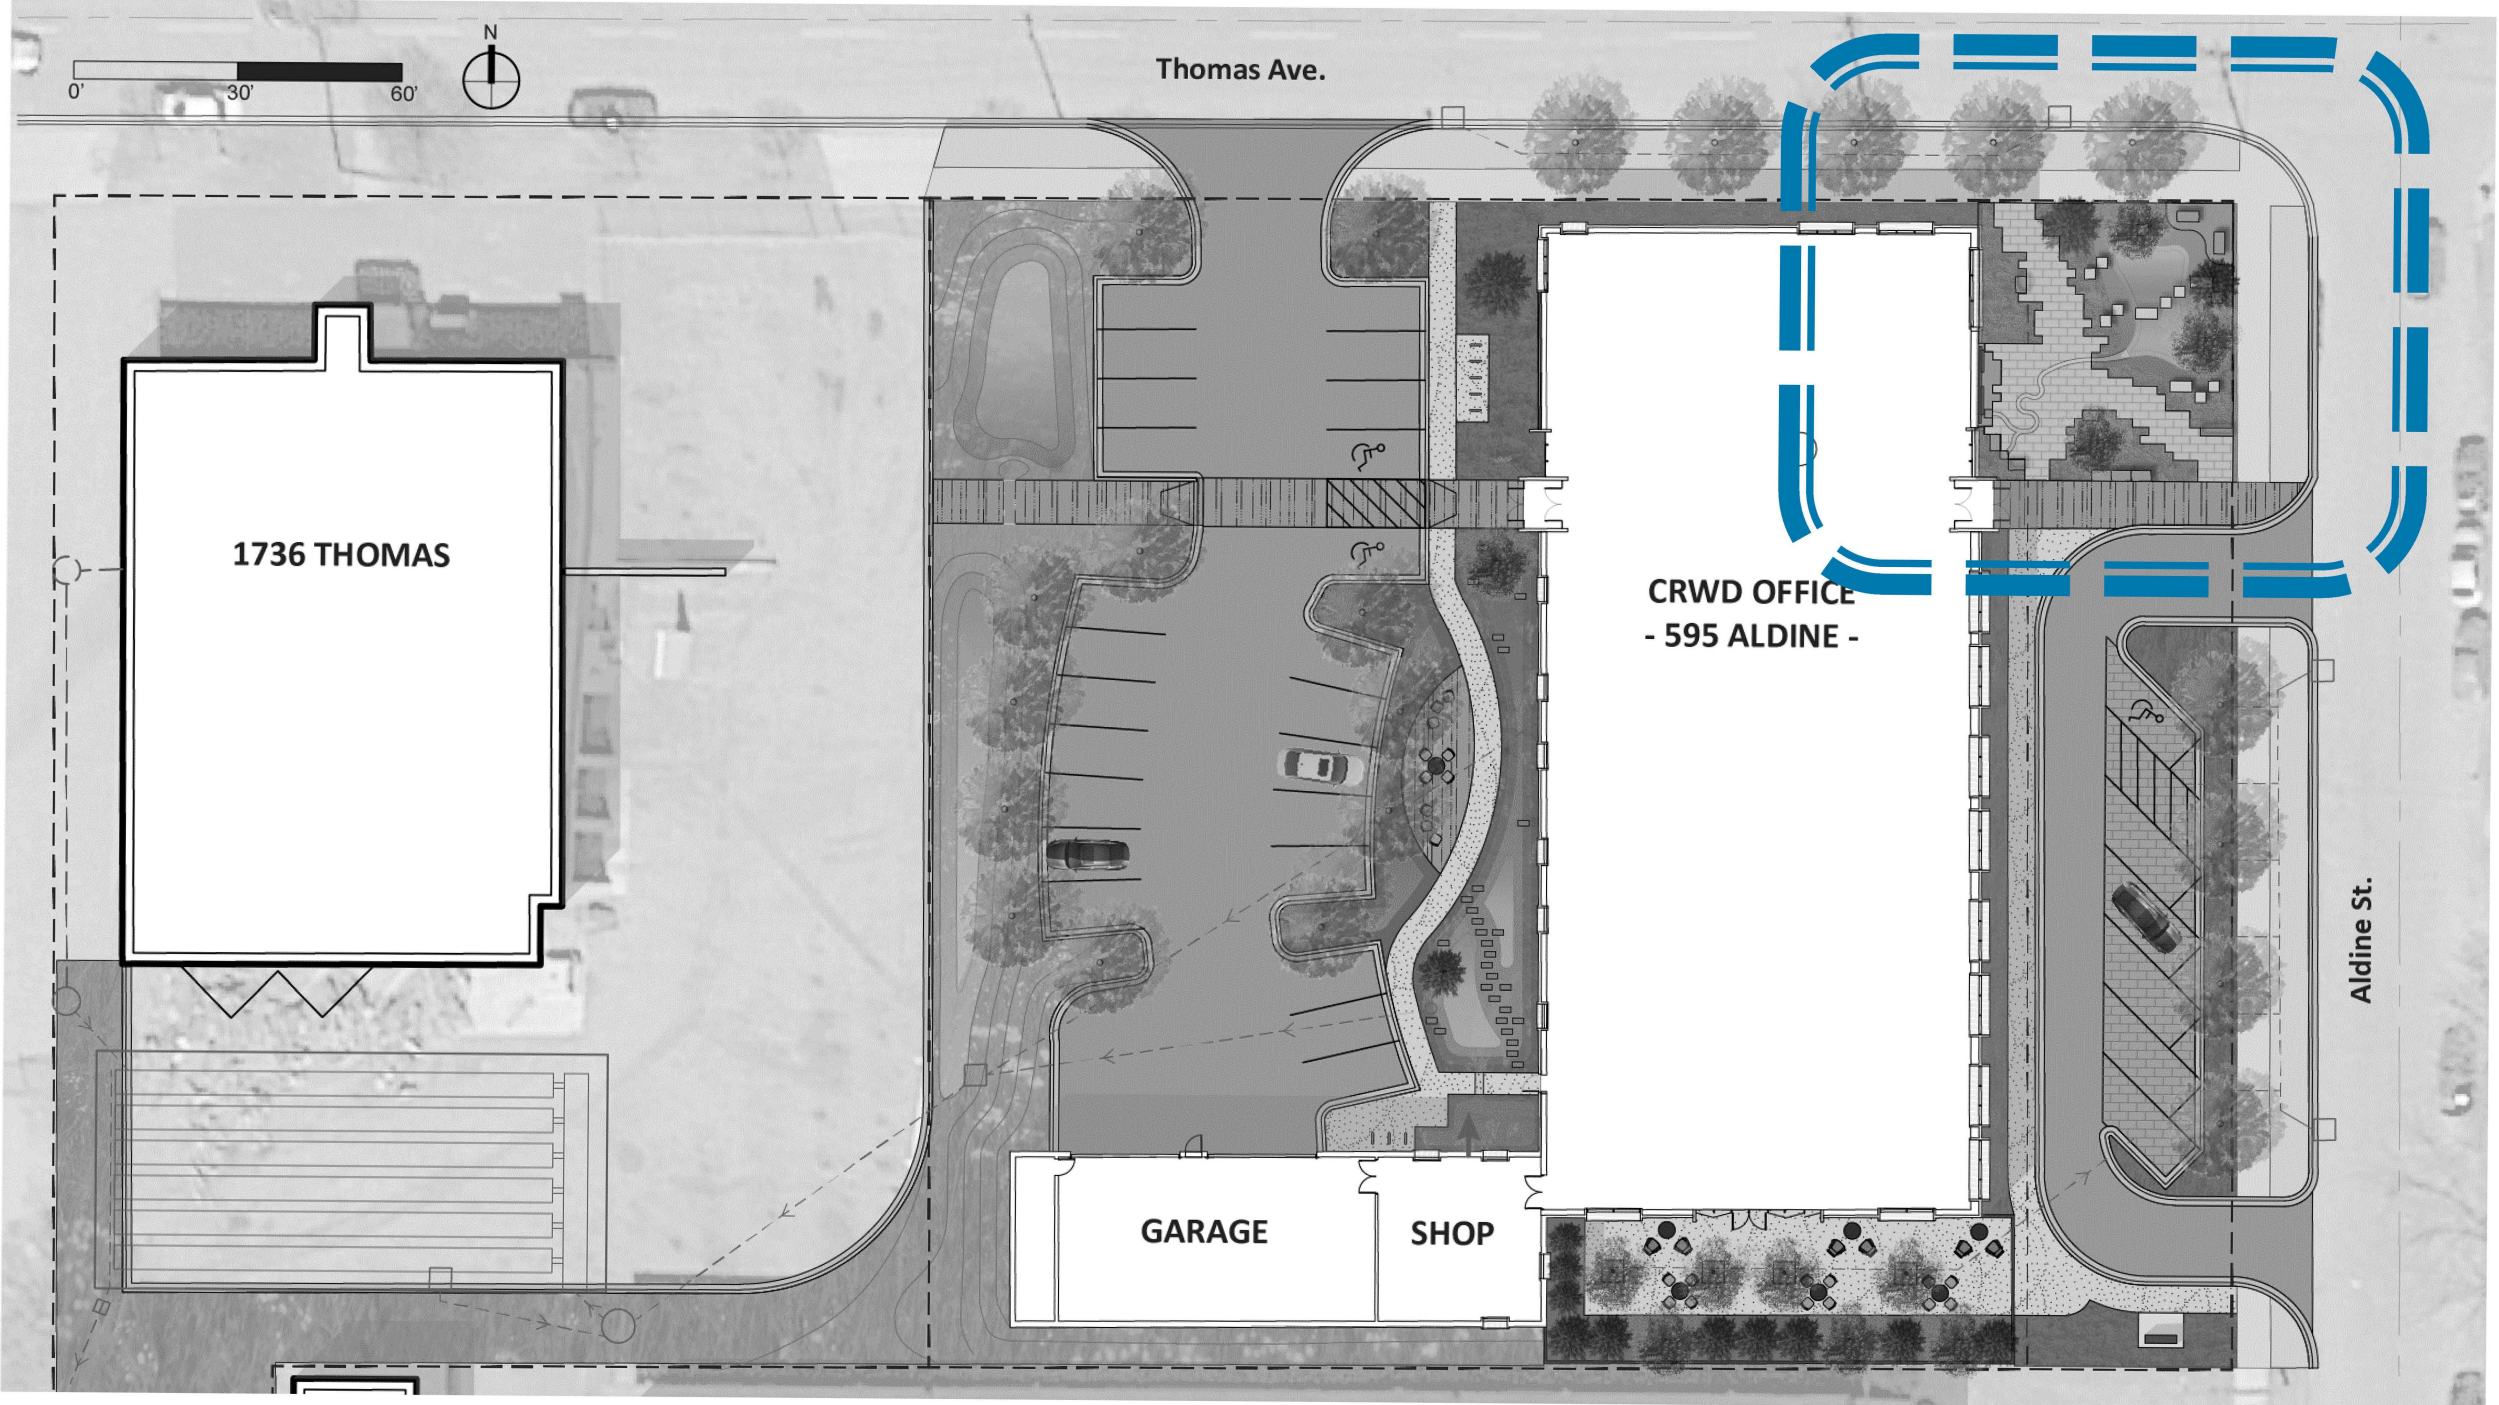 N
0'
30'
60'
Thomas Ave.
1736 THOMAS
CRWD OFFICE
- 595 ALDINE -
Aldine St.
GARAGE
SHOP